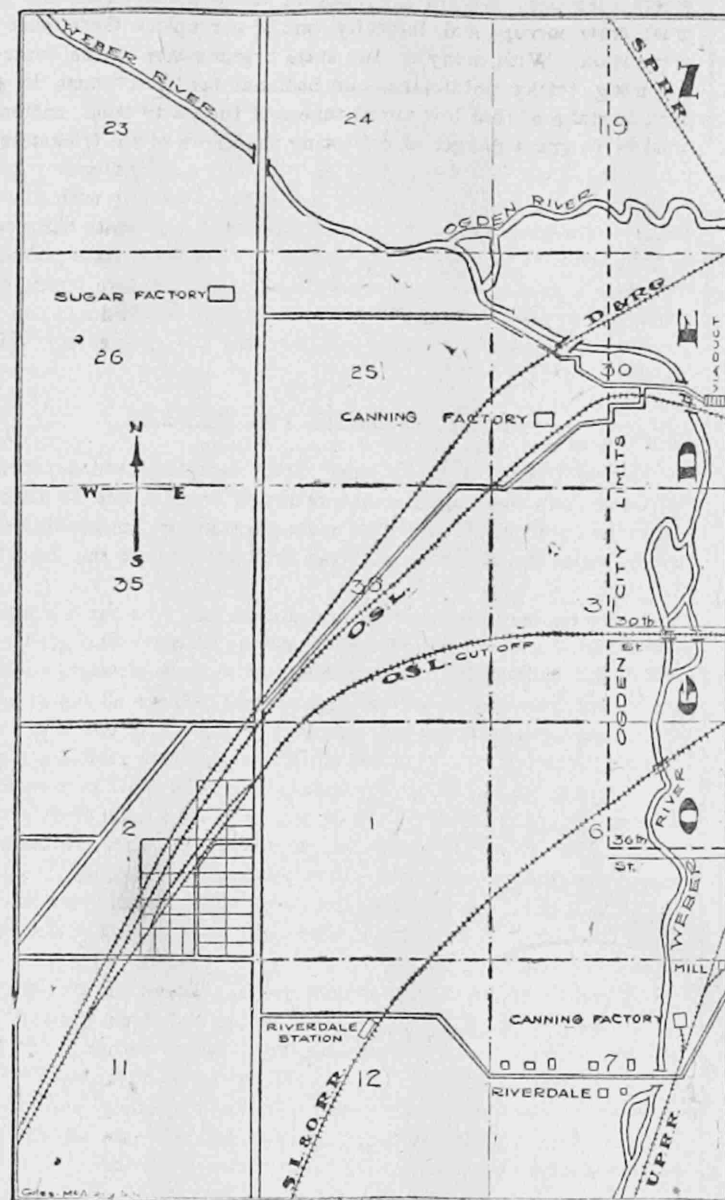 WEBER RIVER
23
24
19
S.P.R.R.
OGDEN RIVER
SUGAR FACTORY
D & RG
N
E
26
25
30
VIADUCT
CANNING FACTORY
N
W E
S
D
CITY LIMITS
35
36
O.S.L.
31
30th
ST.
O.S.L. CUT OFF
OGDEN
G
2
1
6
RIVER
O
36th
ST.
WEBER
MILL
RIVERDALE
STATION
CANNING FACTORY
11
12
7
RIVERDALE
S.L. & O.R.R.
U.P.R.R.